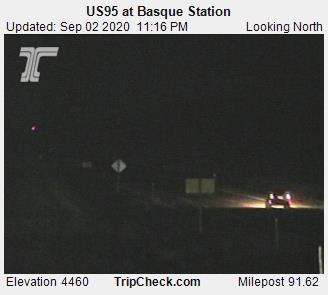 US95 at Basque Station
Updated: Sep 02 2020 11:16 PM Looking North
Elevation 4460 TripCheck.com Milepost 91.62